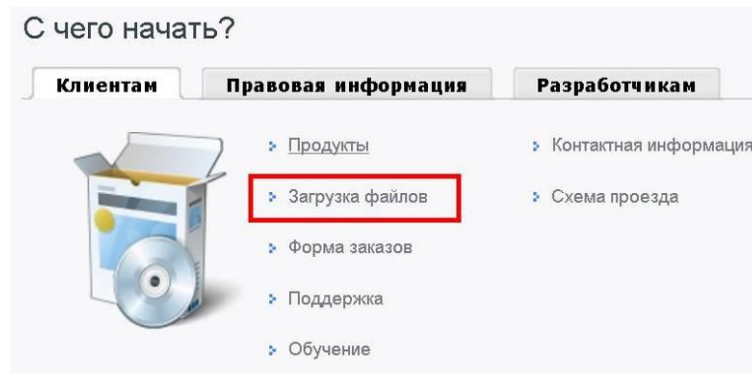 С чего начать?
Клиентам Правовая информация Разработчикам
Продукты Контактная информация
Загрузка файлов Схема проезда
Форма заказов
Поддержка
Обучение